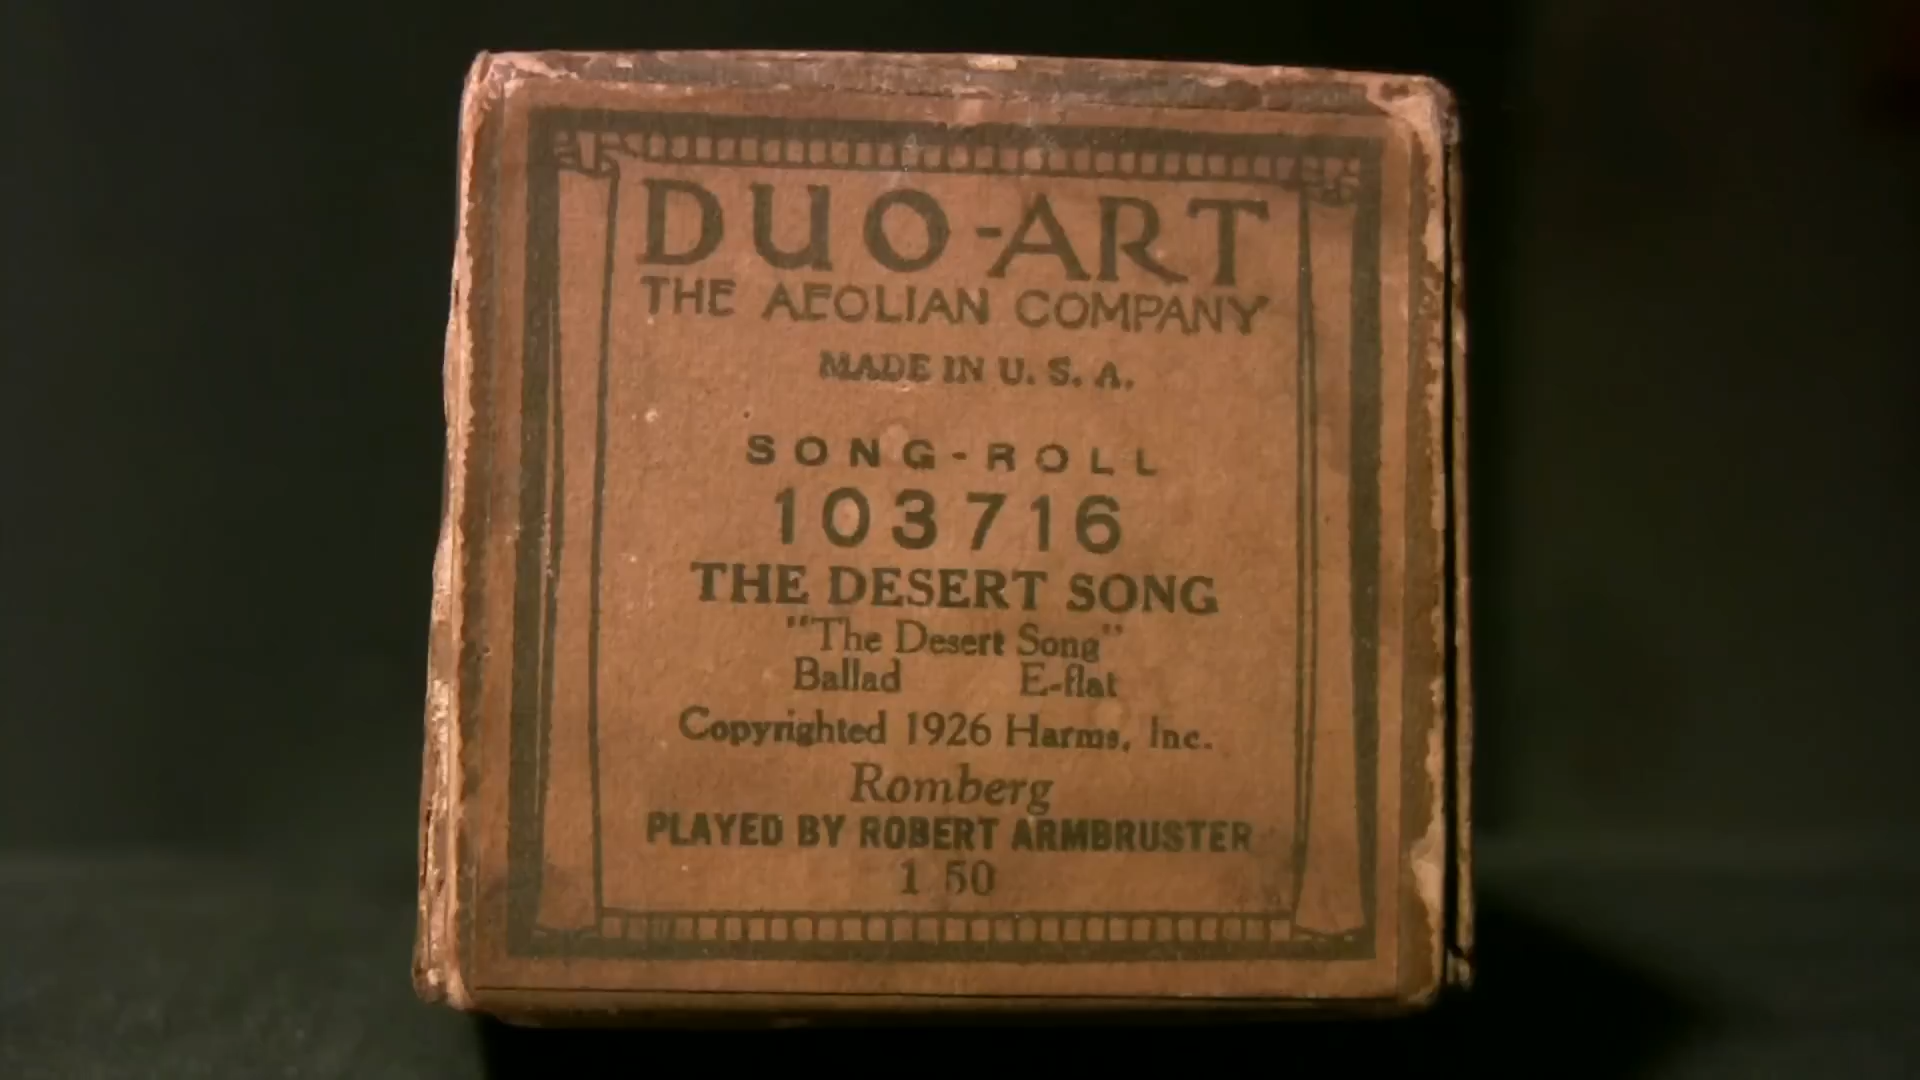 DUO-ART
THE AEOLIAN COMPANY
MADE IN U. S. A.
SONG-ROLL
103716
THE DESERT SONG
"The Desert Song"
Ballad E-flat
Copyrighted 1926 Harms, Inc.
Romberg
PLAYED BY ROBERT ARMBRUSTER
1 50